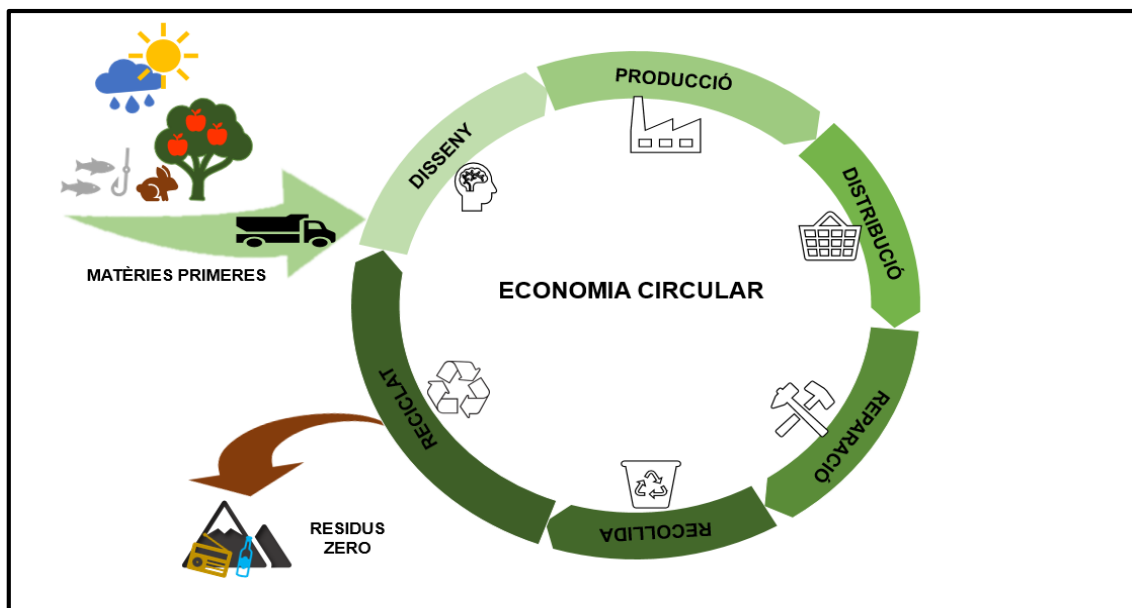 PRODUCCIÓ
DISSENY
DISTRIBUCIÓ
MATÈRIES PRIMERES
ECONOMIA CIRCULAR
REPARACIÓ
RECICLAT
RECOLLIDA
RESIDUS
ZERO